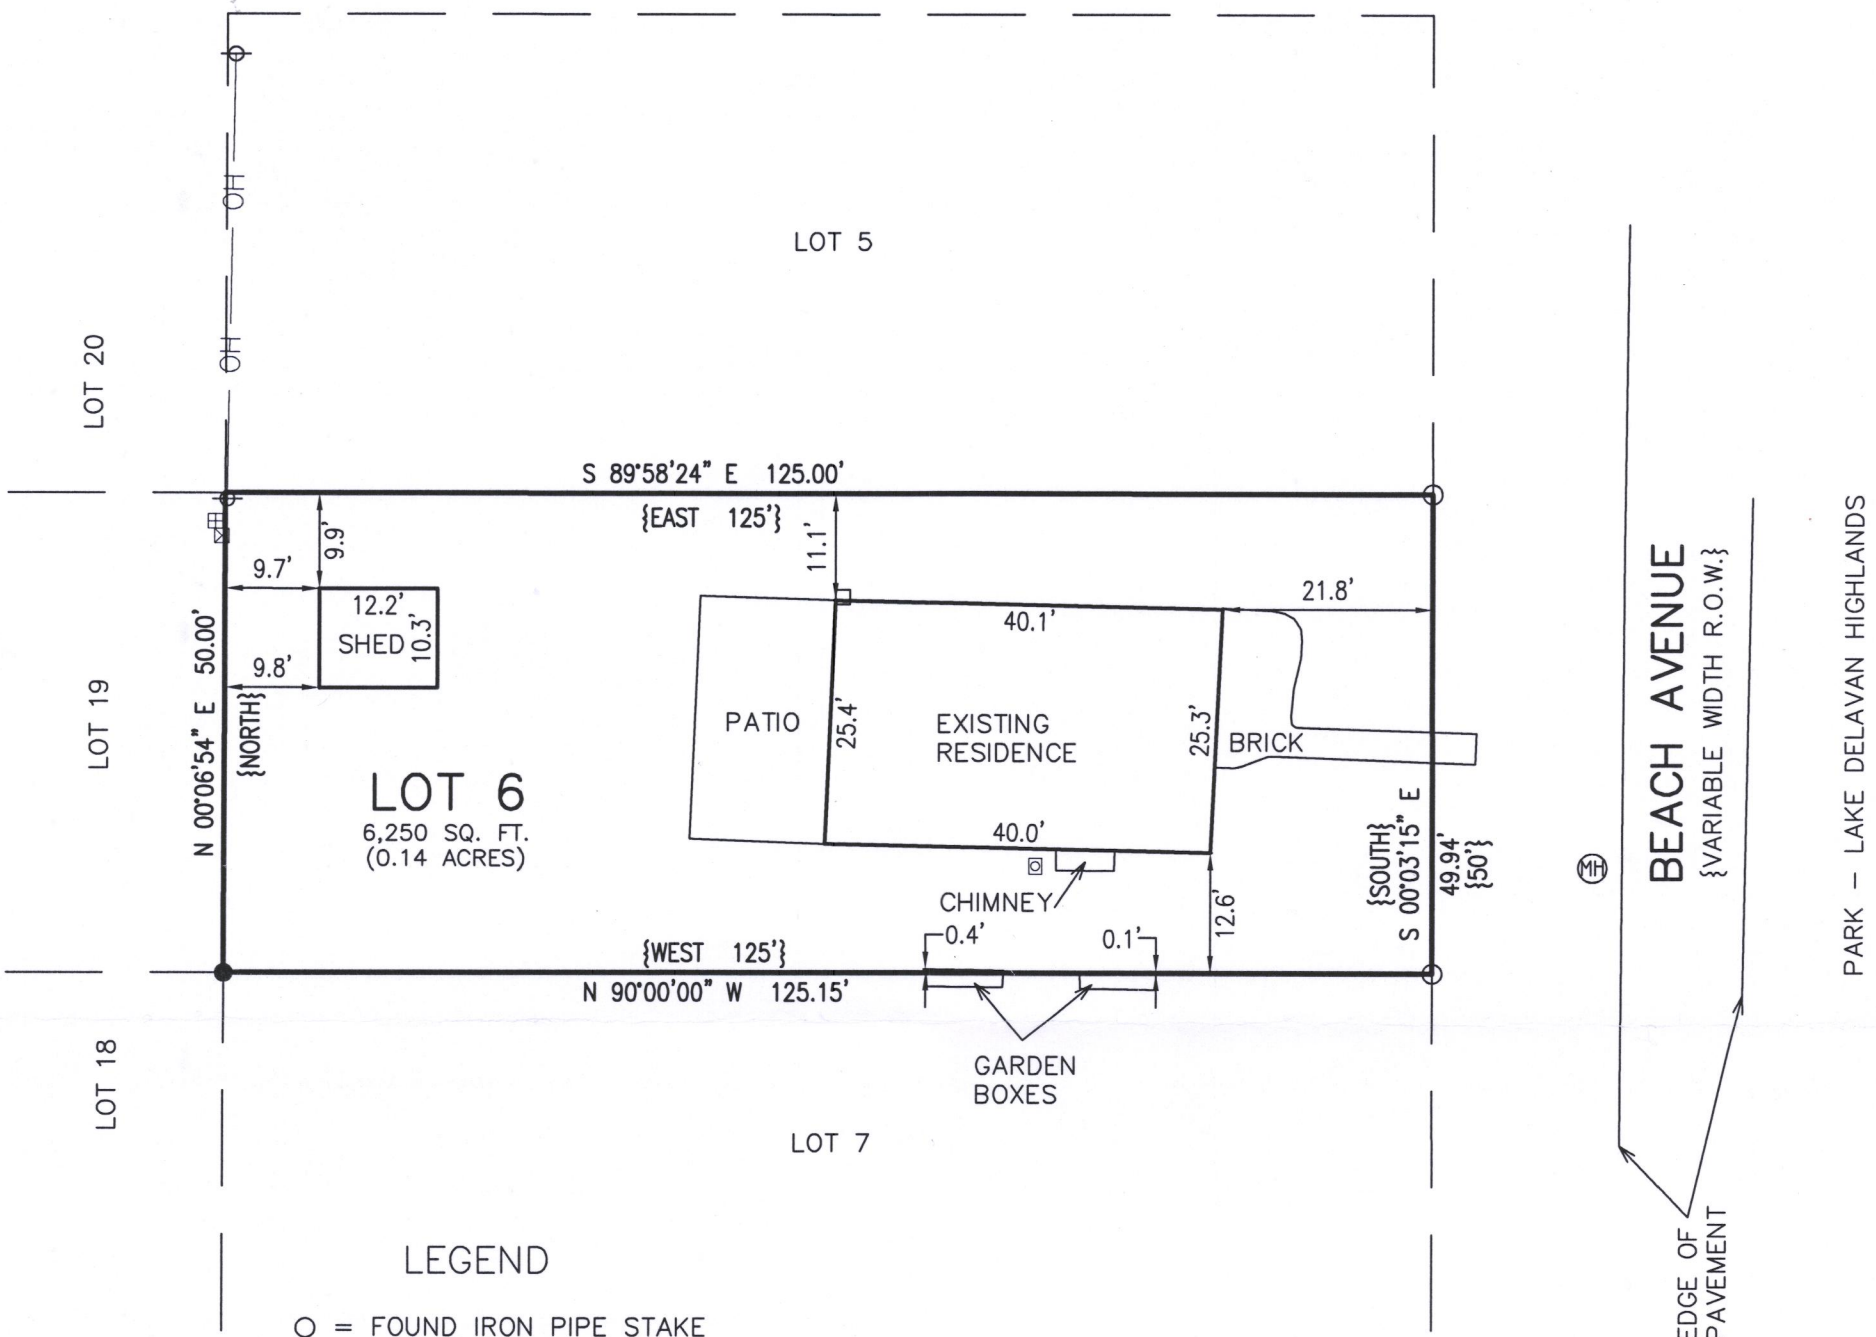 OH
LOT 5
OH
LOT 20
S 89°58'24" E 125.00'
{EAST 125'}
9.9'
11.1'
9.7'
12.2'
SHED
10.3'
9.8'
40.1'
21.8'
N 00°06'54" E 50.00'
{NORTH}
LOT 19
PATIO
25.4'
EXISTING
RESIDENCE
25.3'
BRICK
LOT 6
6,250 SQ. FT.
(0.14 ACRES)
40.0'
CHIMNEY
12.6'
{SOUTH}
S 00°03'15" E
49.94'
{50'}
MH
BEACH AVENUE
{VARIABLE WIDTH R.O.W.}
PARK - LAKE DELAVAN HIGHLANDS
{WEST 125'}
0.4'
0.1'
N 90°00'00" W 125.15'
GARDEN
BOXES
LOT 18
LOT 7
EDGE OF
PAVEMENT
LEGEND
O = FOUND IRON PIPE STAKE